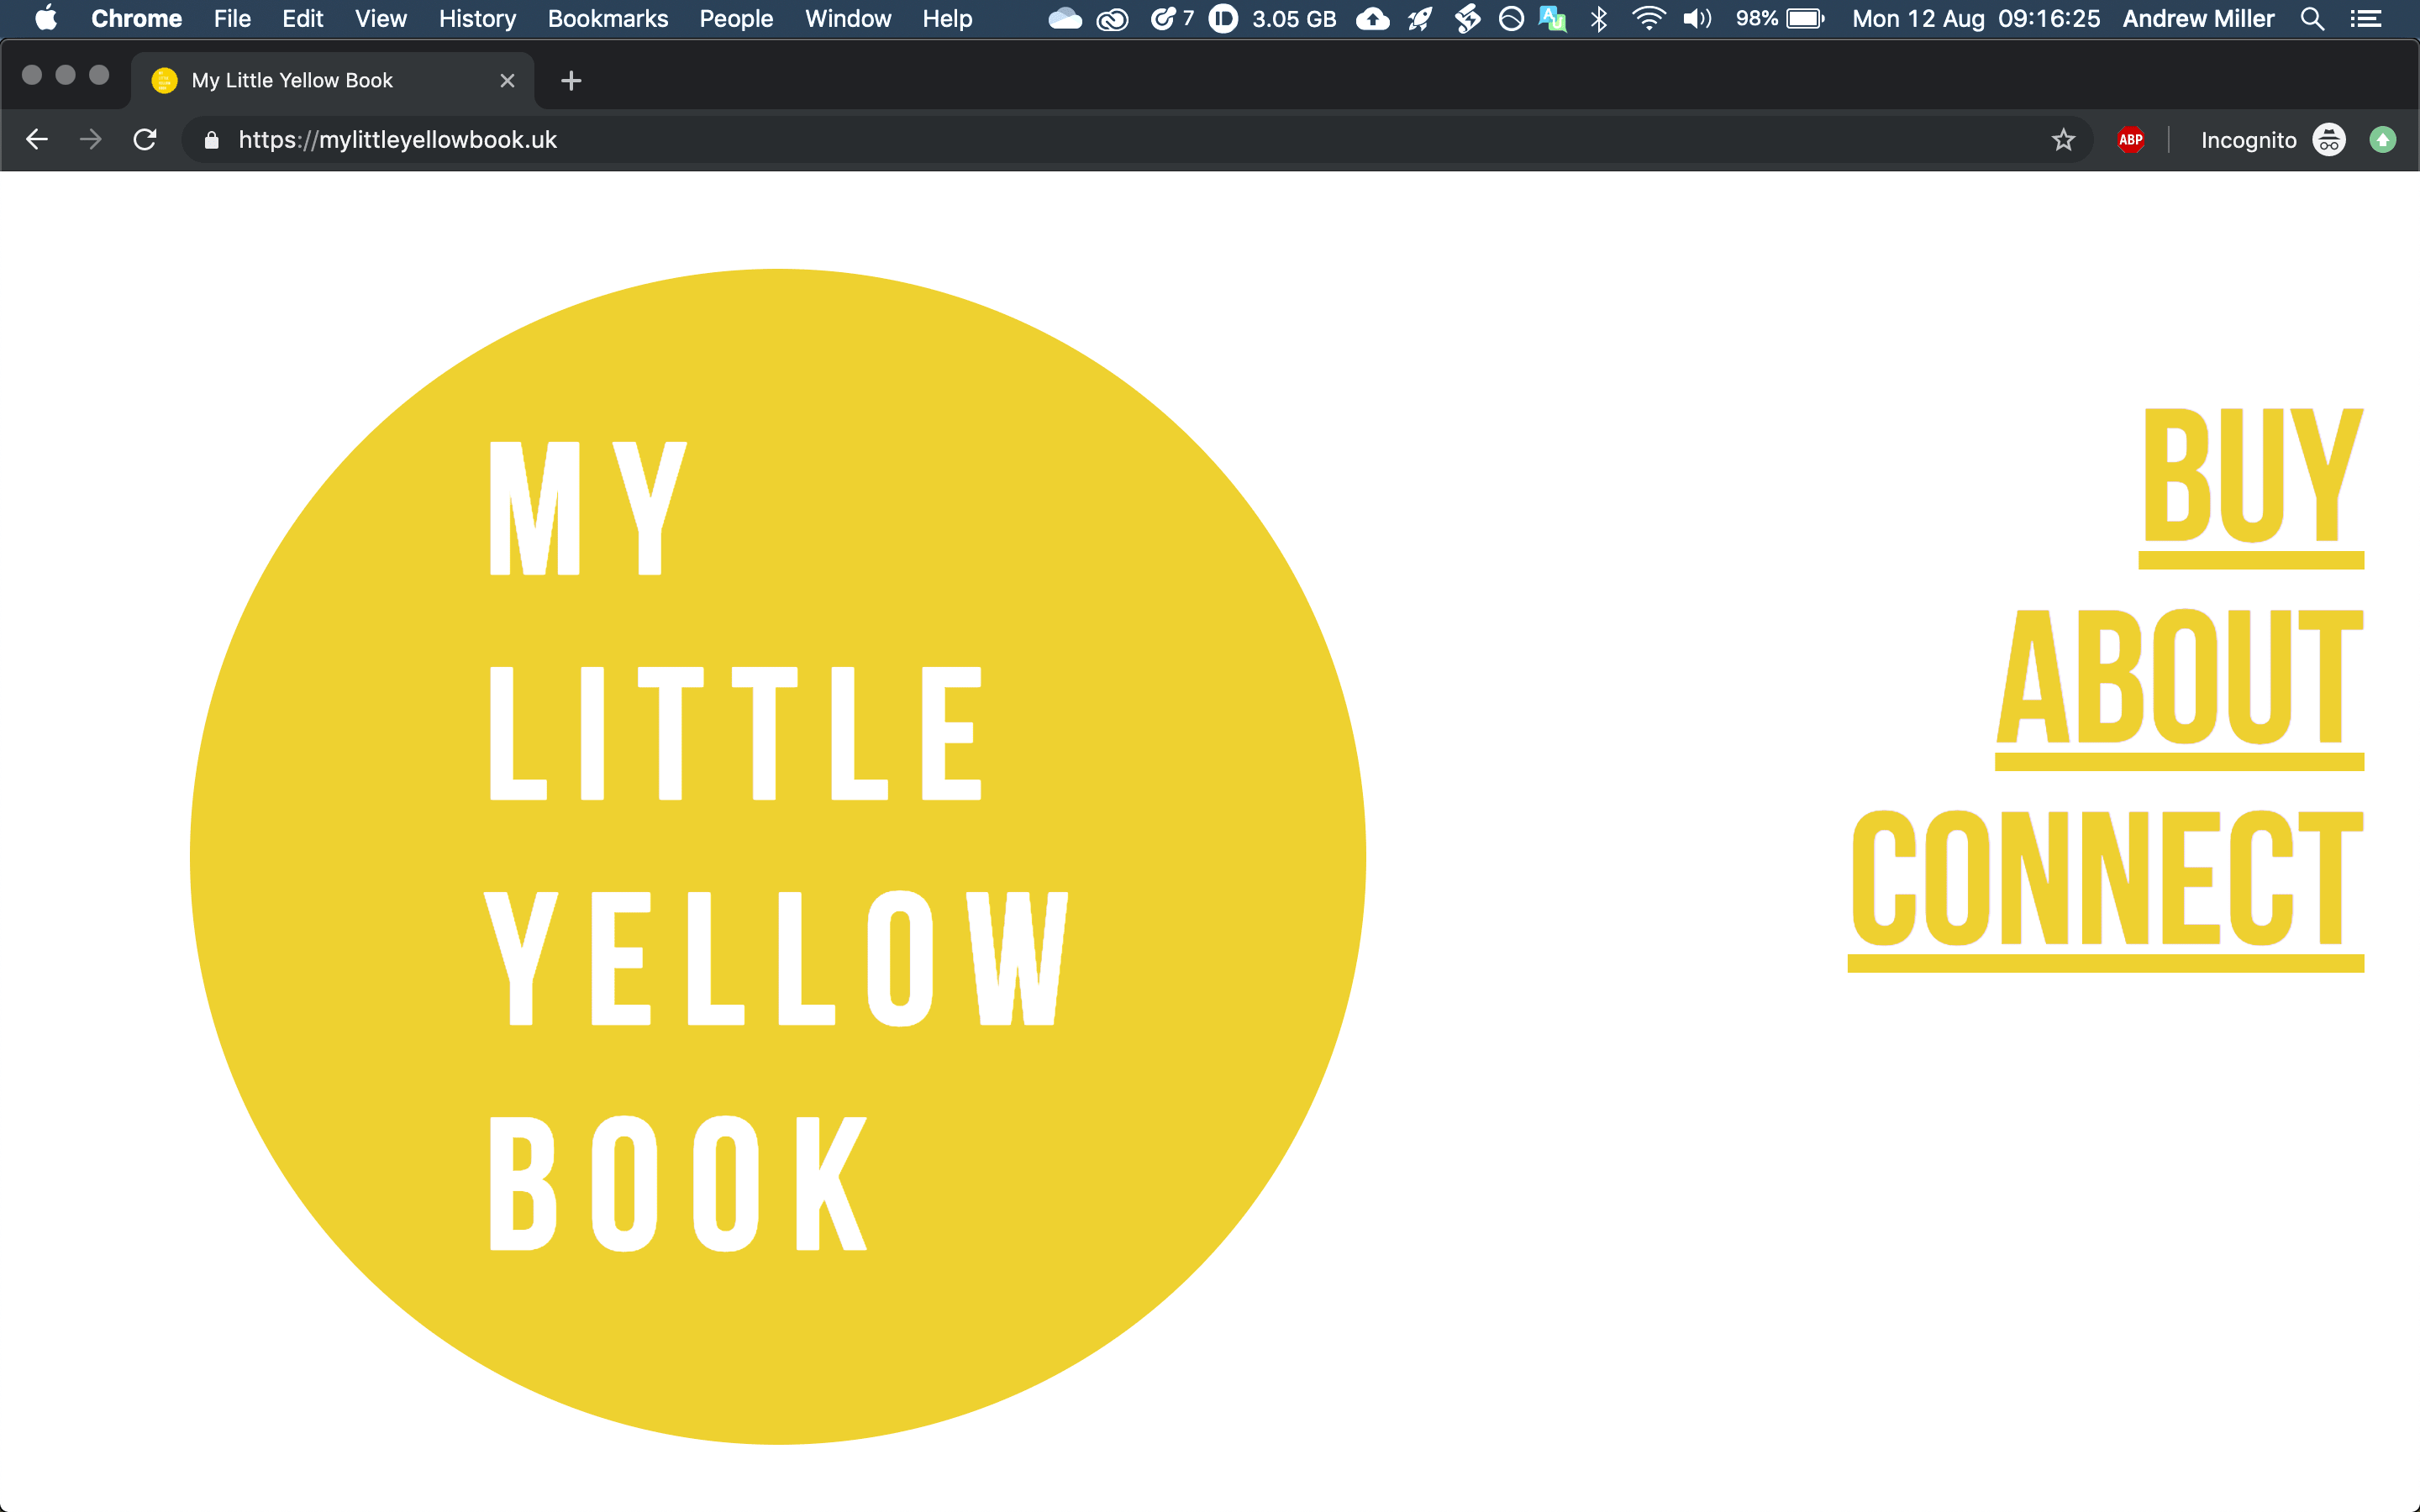 Chrome File Edit View History Bookmarks People Window Help 7 3.05 GB 98% Mon 12 Aug 09:16:25 Andrew Miller
My Little Yellow Book
https://mylittleyellowbook.uk ABP Incognito
MY
LITTLE
YELLOW
BOOK
BUY
ABOUT
CONNECT